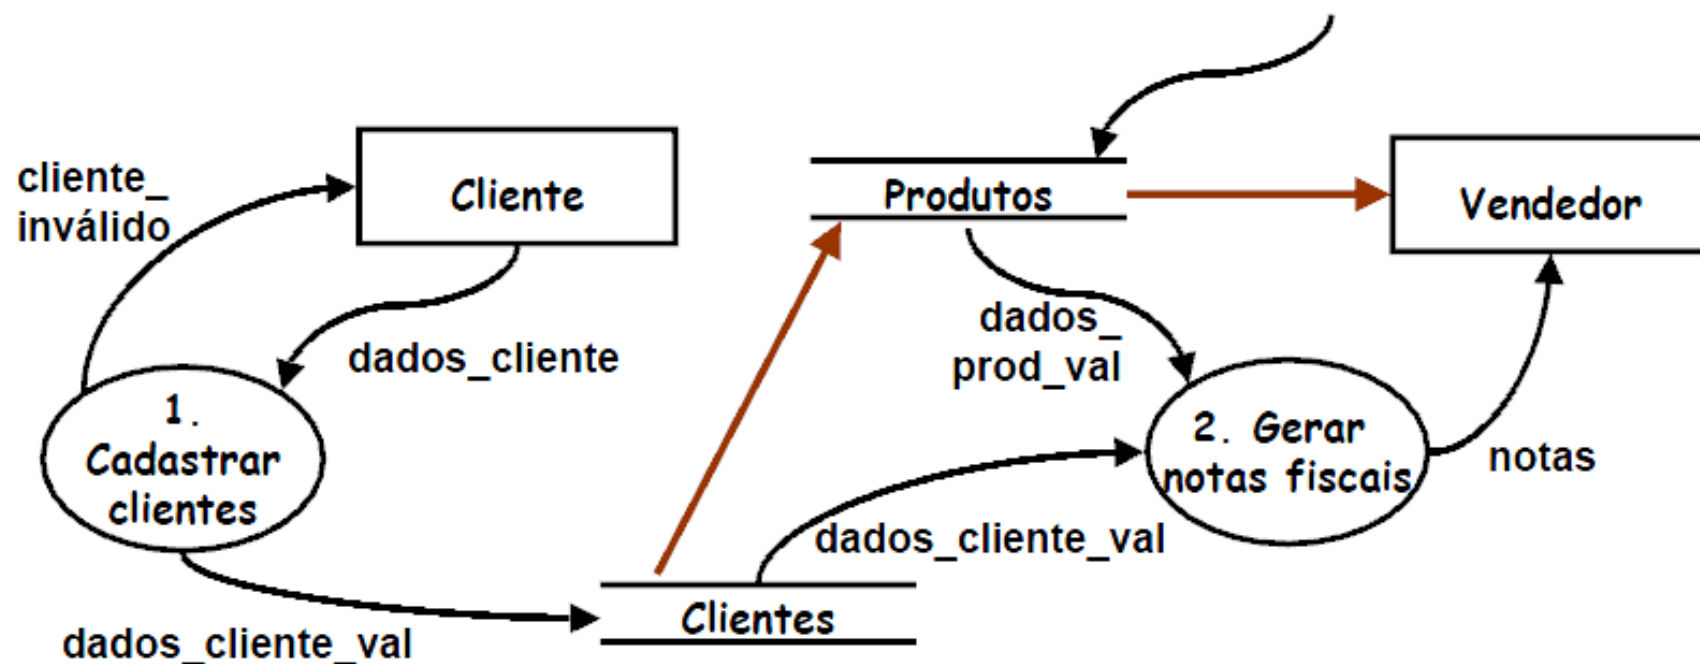 cliente_
inválido
Cliente
Produtos
Vendedor
dados_cliente
dados_
prod_val
1.
Cadastrar
clientes
2. Gerar
notas fiscais
notas
dados_cliente_val
Clientes
dados_cliente_val